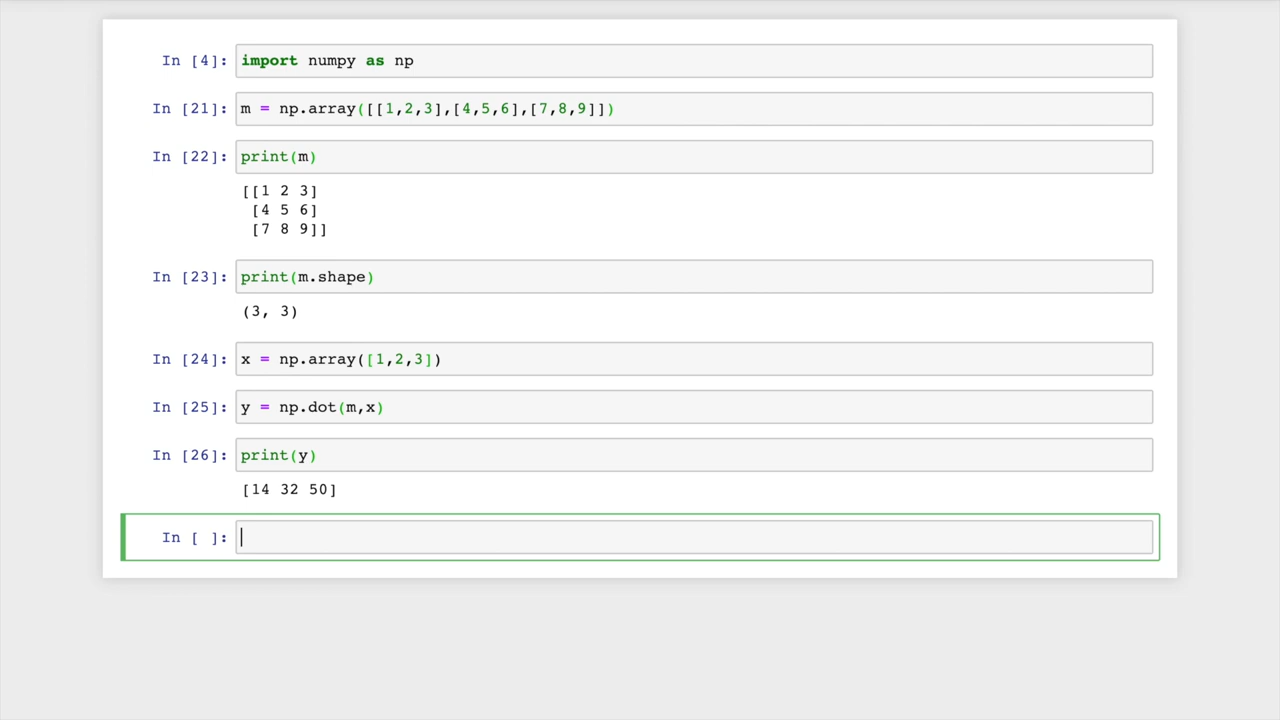 In [4]: import numpy as np
In [21]: m = np.array([[1,2,3],[4,5,6],[7,8,9]])
In [22]: print(m)
[[1 2 3]
 [4 5 6]
 [7 8 9]]
In [23]: print(m.shape)
(3, 3)
In [24]: x = np.array([1,2,3])
In [25]: y = np.dot(m,x)
In [26]: print(y)
[14 32 50]
In [ ]: